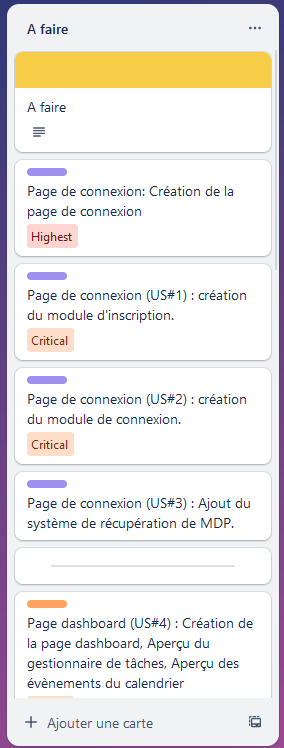 A faire
A faire
Page de connexion: Création de la
page de connexion
Highest
Page de connexion (US#1) : création
du module d'inscription.
Critical
Page de connexion (US#2) : création
du module de connexion.
Critical
Page de connexion (US#3) : Ajout du
système de récupération de MDP.
Page dashboard (US#4) : Création de
la page dashboard, Aperçu du
gestionnaire de tâches, Aperçu des
évènements du calendrier
Ajouter une carte